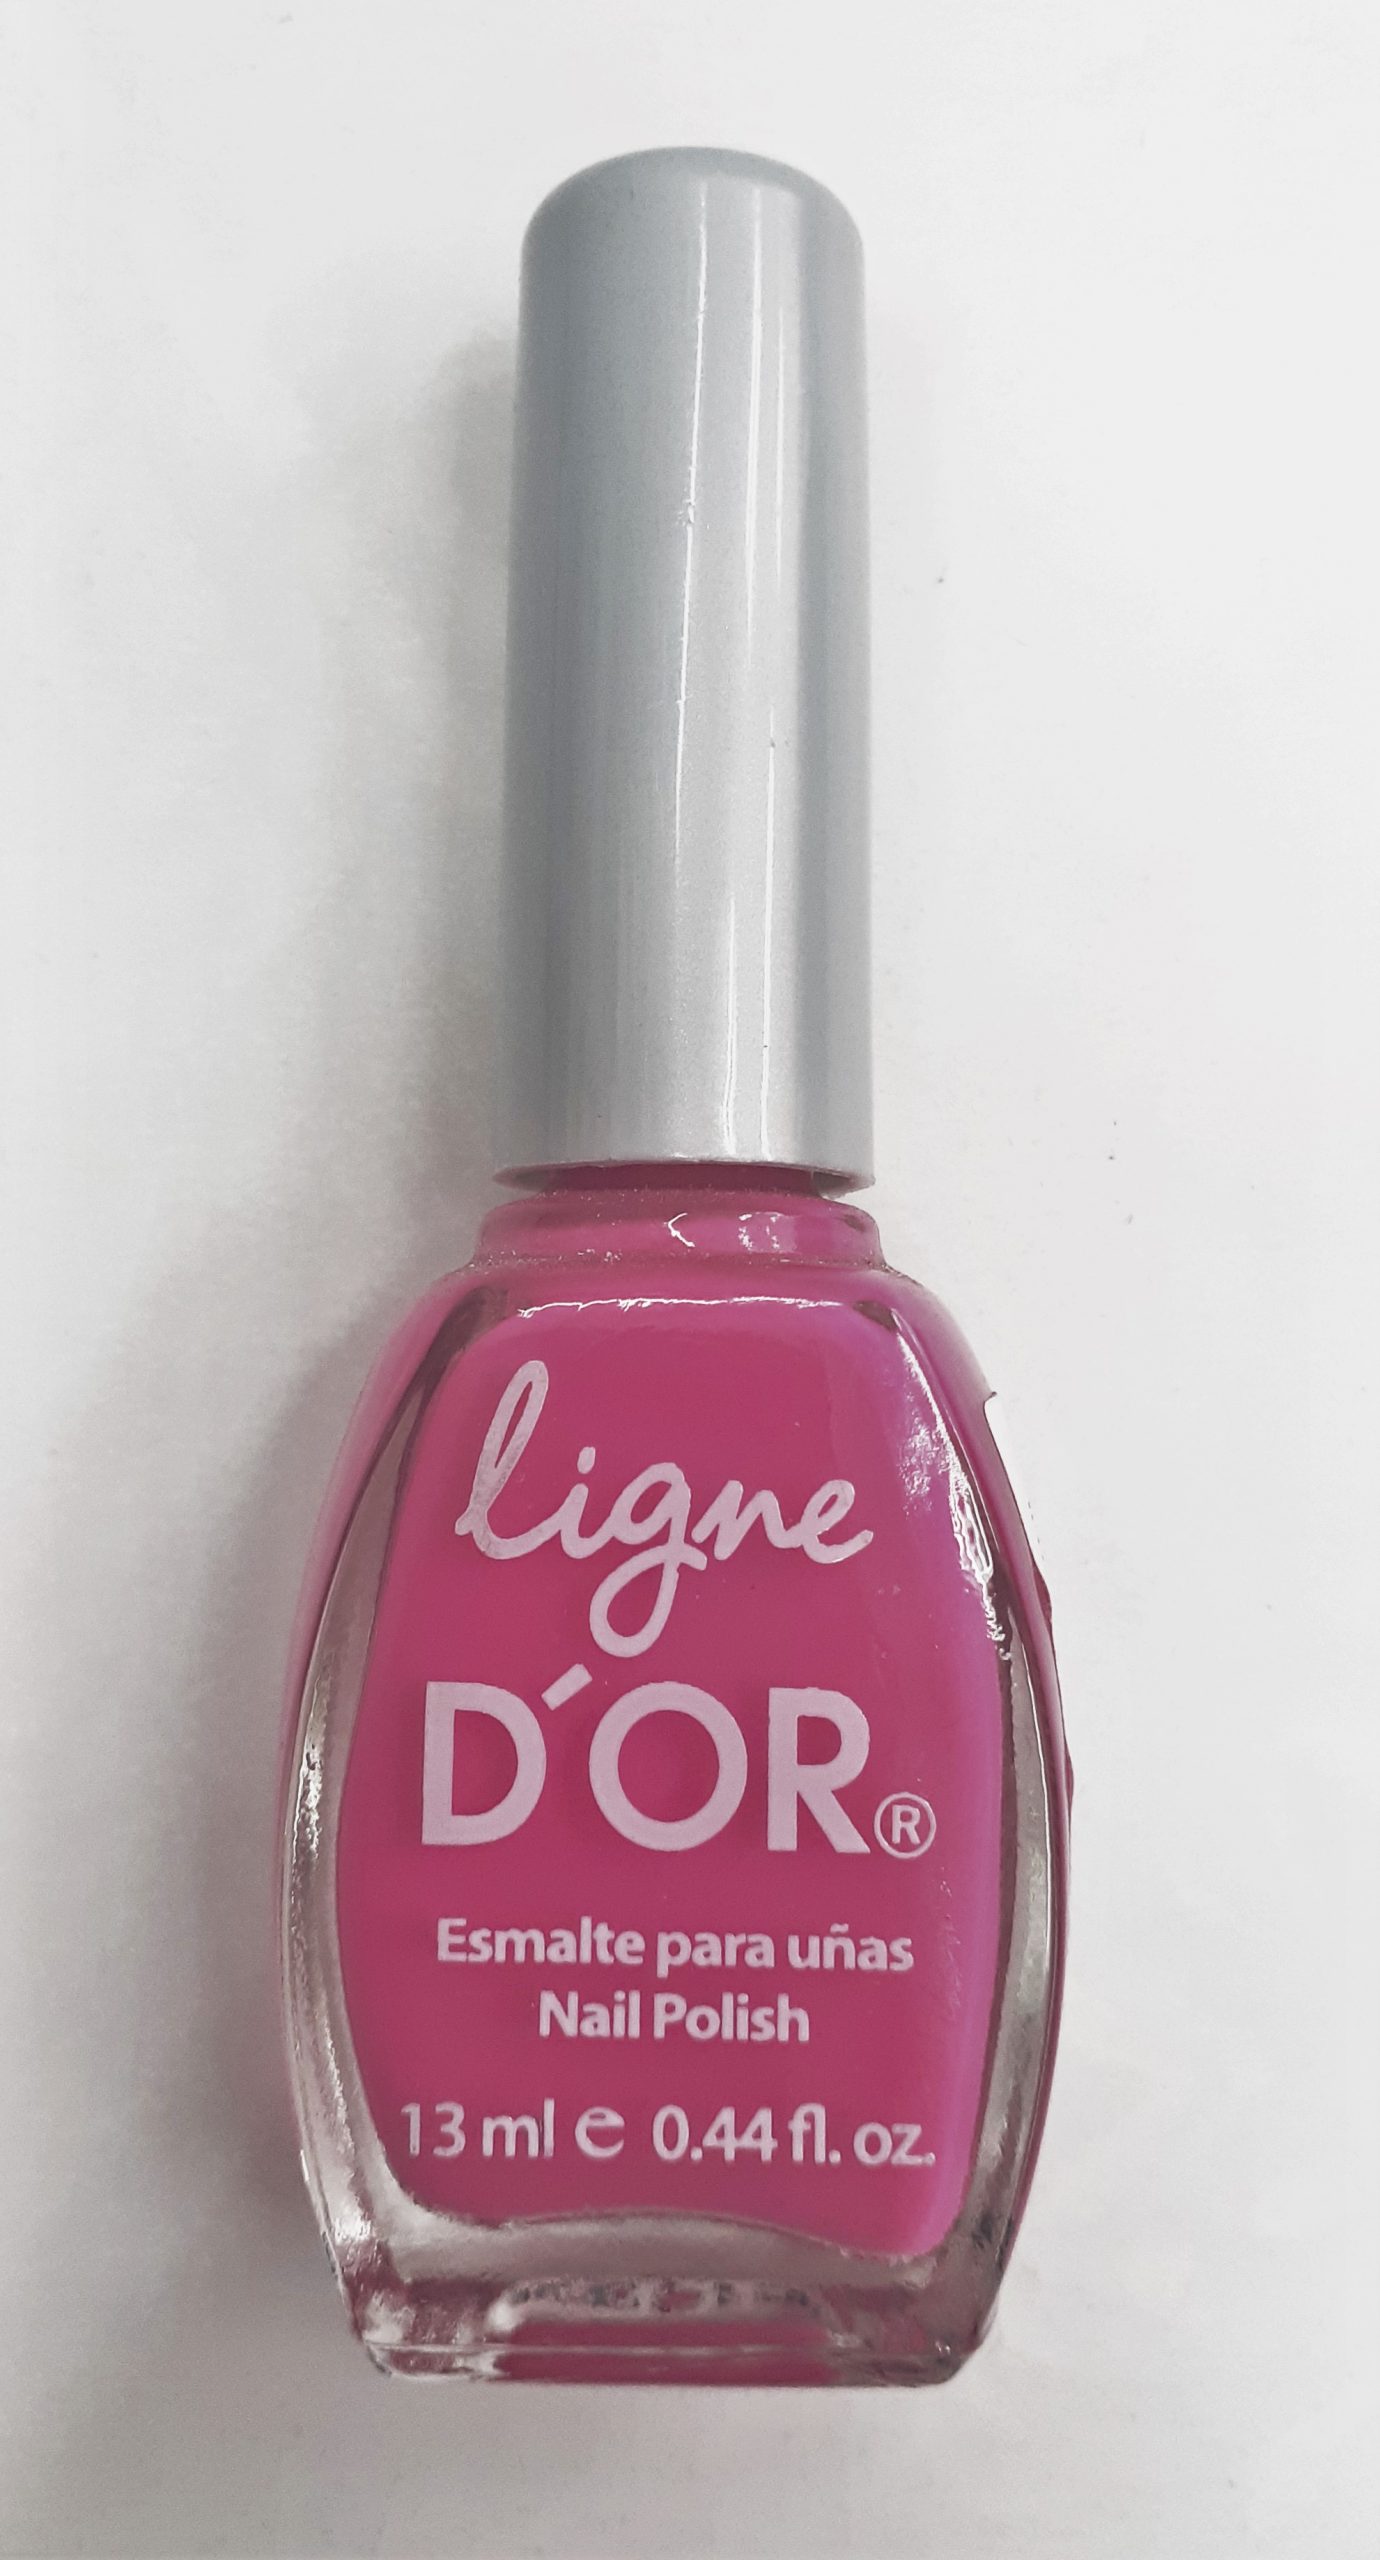 ligne
D´OR®
Esmalte para uñas
Nail Polish
13 ml ℮ 0.44 fl. oz.